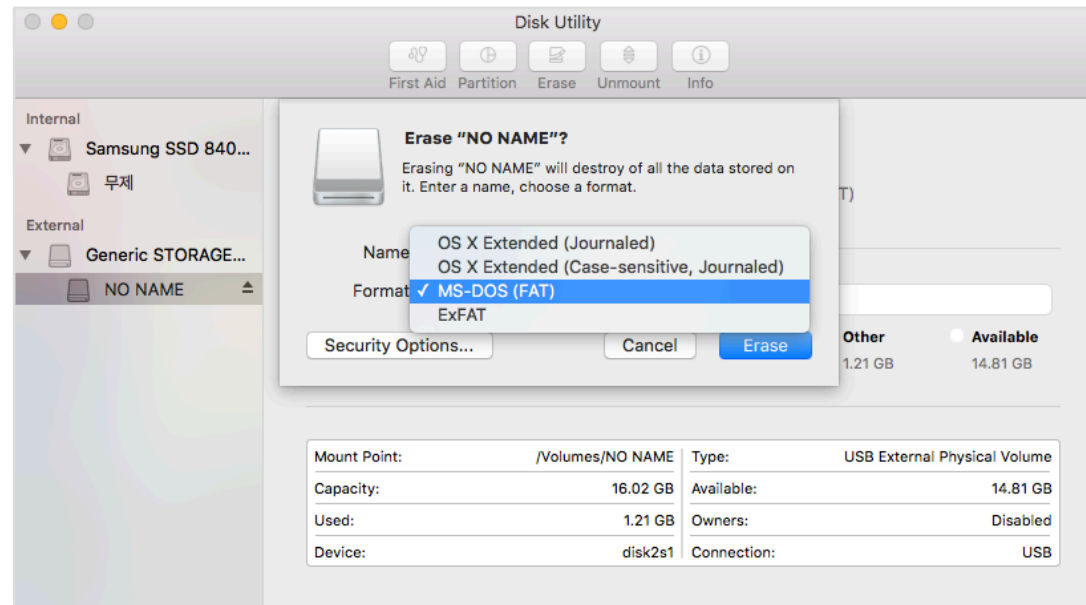 Disk Utility
First Aid Partition Erase Unmount Info
Internal
Samsung SSD 840...
무제
External
Generic STORAGE...
NO NAME
Erase “NO NAME”?
Erasing “NO NAME” will destroy of all the data stored on
it. Enter a name, choose a format.
T)
Name
Format
OS X Extended (Journaled)
OS X Extended (Case-sensitive, Journaled)
✓ MS-DOS (FAT)
ExFAT
Security Options... Cancel Erase
Other Available
1.21 GB 14.81 GB
Mount Point: /Volumes/NO NAME Type: USB External Physical Volume
Capacity: 16.02 GB Available: 14.81 GB
Used: 1.21 GB Owners: Disabled
Device: disk2s1 Connection: USB